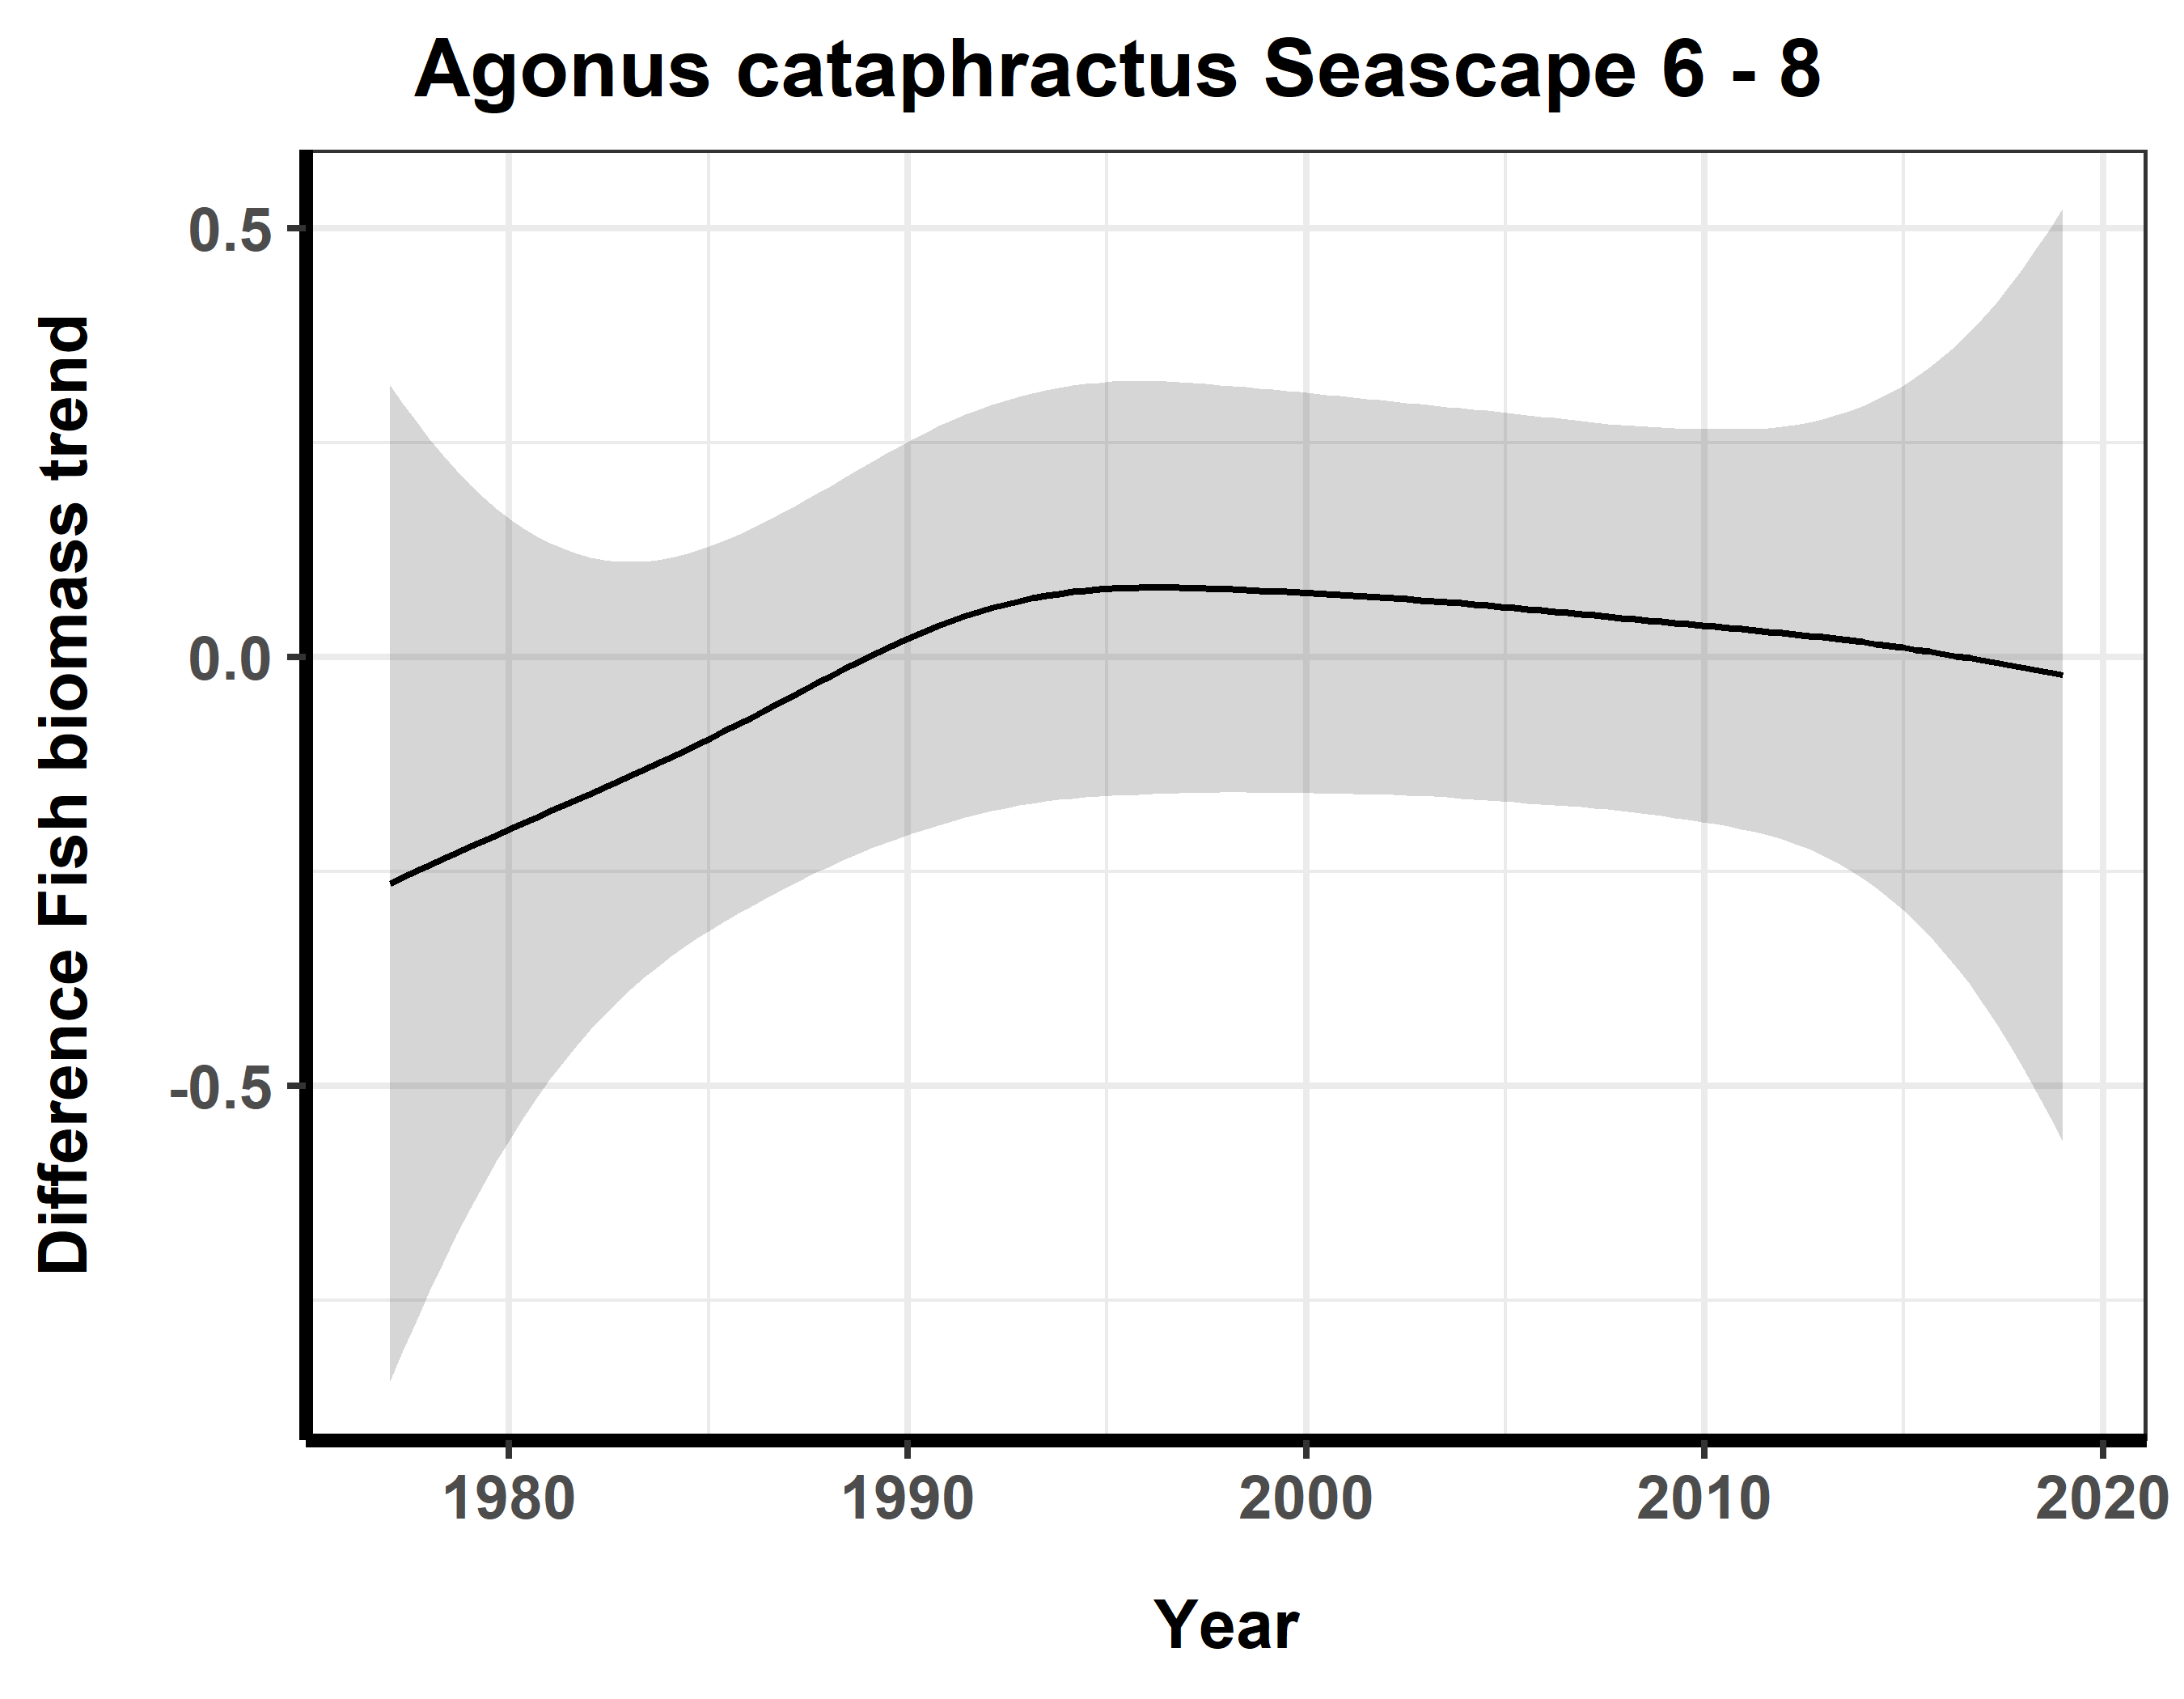 Agonus cataphractus Seascape 6 - 8
Difference Fish biomass trend
0.5
0.0
-0.5
1980 1990 2000 2010 2020
Year